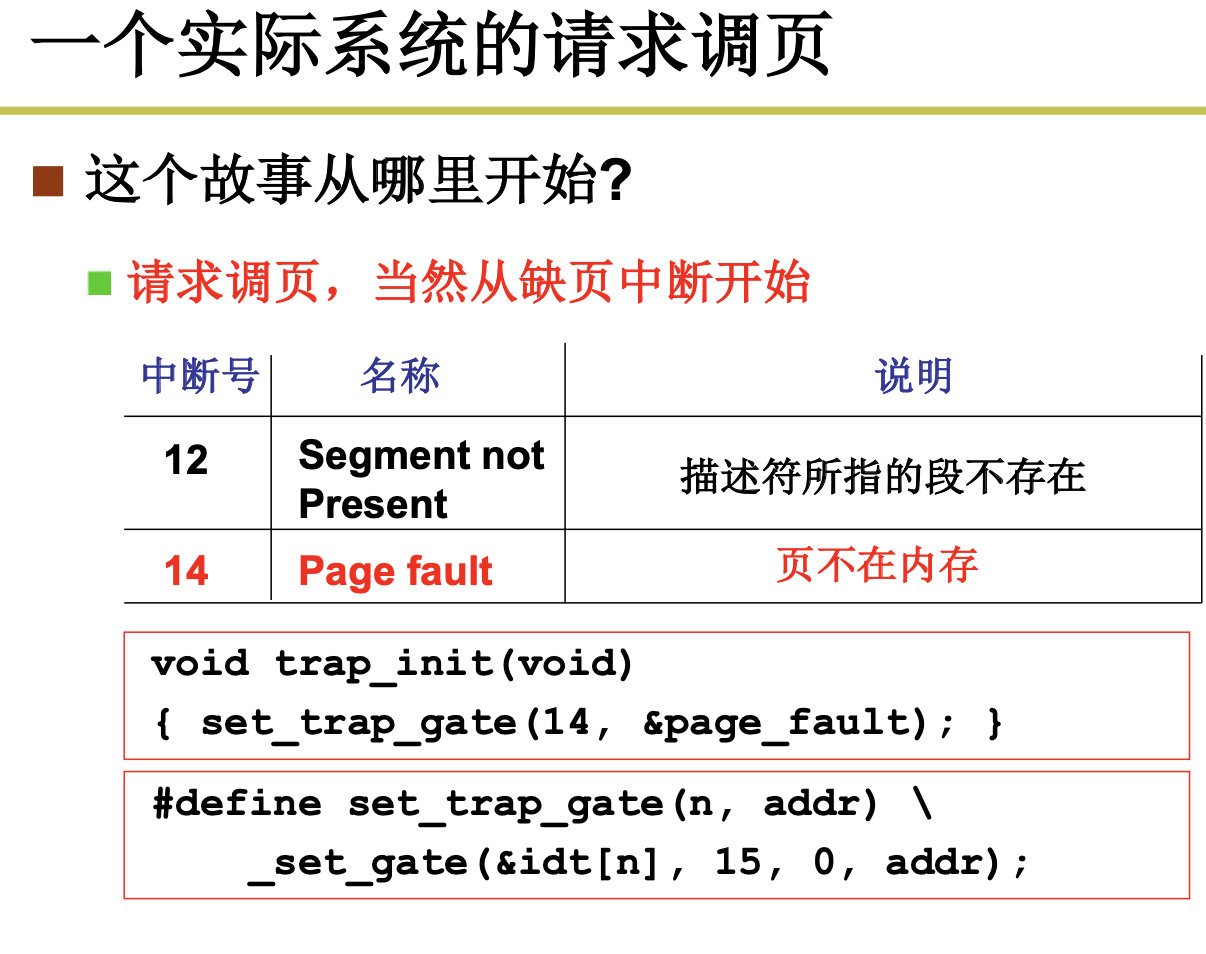 一个实际系统的请求调页
这个故事从哪里开始?
请求调页，当然从缺页中断开始
中断号 名称 说明
12 Segment not Present 描述符所指的段不存在
14 Page fault 页不在内存
void trap_init(void)
{ set_trap_gate(14, &page_fault); }
#define set_trap_gate(n, addr) \
_set_gate(&idt[n], 15, 0, addr);